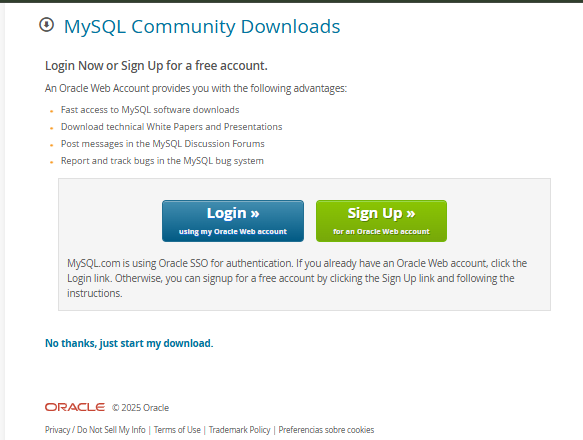 MySQL Community Downloads
Login Now or Sign Up for a free account.
An Oracle Web Account provides you with the following advantages:
Fast access to MySQL software downloads
Download technical White Papers and Presentations
Post messages in the MySQL Discussion Forums
Report and track bugs in the MySQL bug system
Login »
using my Oracle Web account
Sign Up »
for an Oracle Web account
MySQL.com is using Oracle SSO for authentication. If you already have an Oracle Web account, click the
Login link. Otherwise, you can signup for a free account by clicking the Sign Up link and following the
instructions.
No thanks, just start my download.
ORACLE © 2025 Oracle
Privacy / Do Not Sell My Info | Terms of Use | Trademark Policy | Preferencias sobre cookies